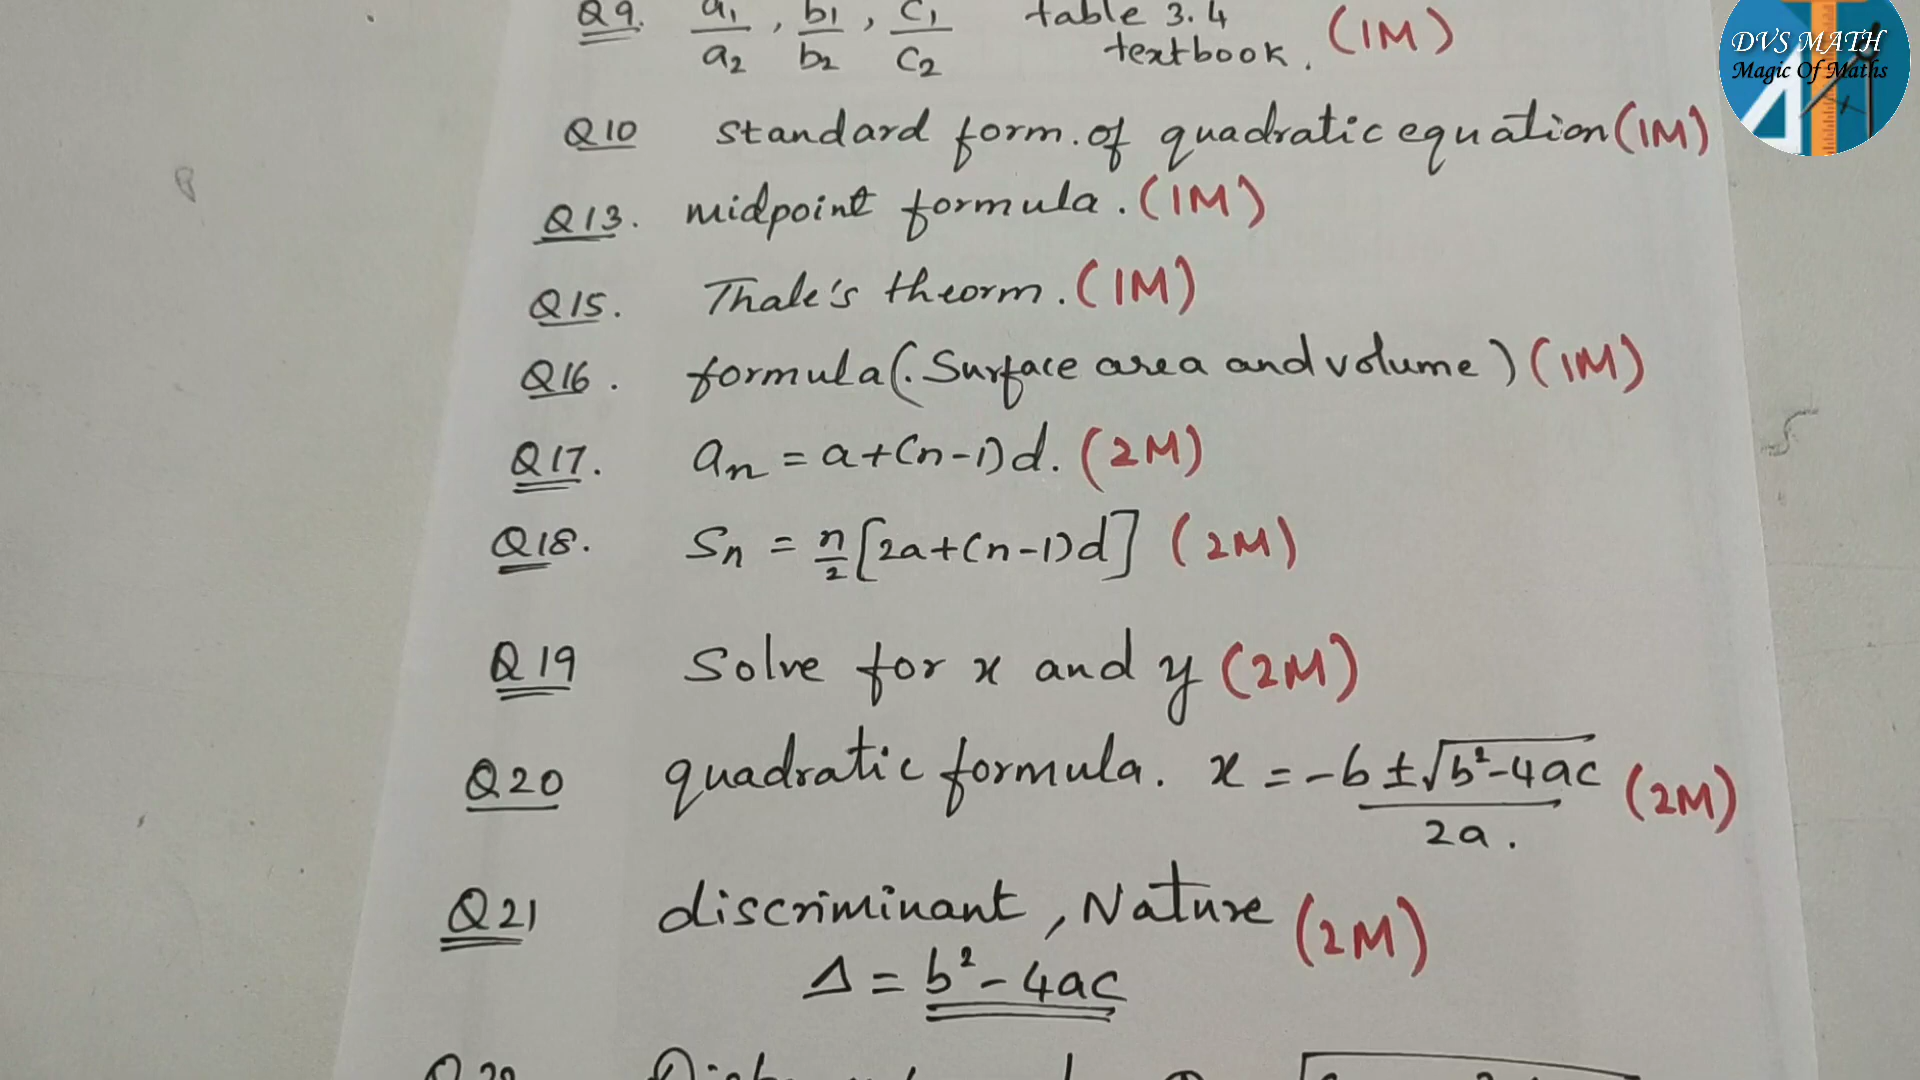 Q9. a1/a2 , b1/b2 , c1/c2 table 3.4
textbook. (1M)
Q10 standard form. of quadratic equation (1M)
Q13. midpoint formula. (1M)
Q15. Thale's theorm. (1M)
Q16. formula (. Surface area and volume) (1M)
Q17. an = a+(n-1)d. (2M)
Q18. Sn = n/2 [2a+(n-1)d] (2M)
Q19 Solve for x and y (2M)
Q20 quadratic formula. x = -b ± √b²-4ac / 2a. (2M)
Q21 discriminant, Nature (2M)
Δ = b² - 4ac
DVS MATH
Magic Of Maths